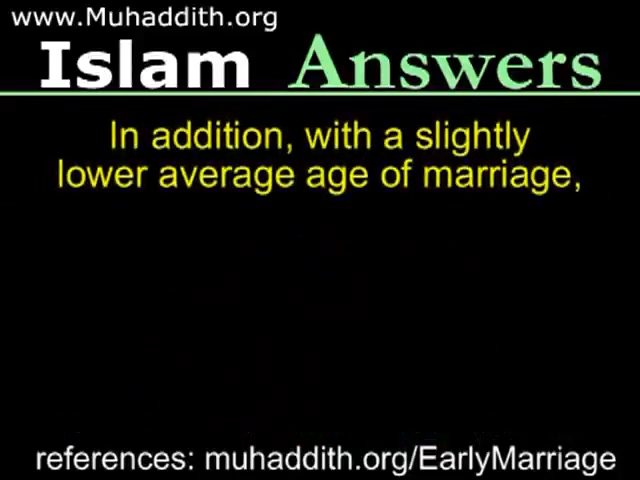 www.Muhaddith.org
Islam Answers
In addition, with a slightly
lower average age of marriage,
references: muhaddith.org/EarlyMarriage